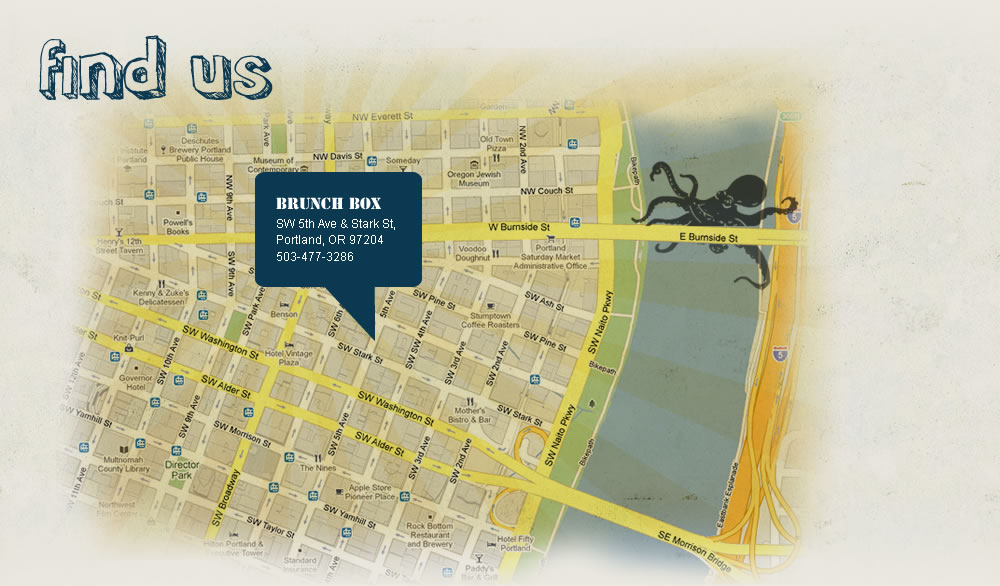 find us
Garden
NW Everett St
Park Ave
Deschutes
Brewery Portland
Public House
Old Town
Pizza
NW 2nd Ave
Museum of
Contemporary
NW Davis St
Someday
Oregon Jewish
Museum
Bikepath
NW 9th Ave
NW Couch St
BRUNCH BOX
SW 5th Ave & Stark St,
Portland, OR 97204
503-477-3286
Powell's
Books
W Burnside St
E Burnside St
5
Henry's 12th
Street Tavern
Voodoo
Doughnut
Portland
Saturday Market
Administrative Office
SW 9th Ave
Kenny & Zuke's
Delicatessen
SW Park Ave
Benson
SW 6th
5th Ave
SW Pine St
SW Ash St
Stumptown
Coffee Roasters
SW Naito Pkwy
Knit Purl
SW Washington St
Hotel Vintage
Plaza
SW Stark St
SW 4th Ave
SW 3rd Ave
SW 2nd Ave
SW Pine St
5
SW 10th Ave
Governor
Hotel
SW Alder St
Bikepath
SW Washington St
Mother's
Bistro & Bar
SW Stark St
SW Naito Pkwy
SW Yamhill St
SW 9th Ave
SW Morrison St
SW 5th Ave
SW Alder St
SW 3rd Ave
SW 2nd Ave
Bikepath
Multnomah
County Library
Director
Park
The Nines
SW 11th Ave
SW Broadway
Apple Store
Pioneer Place
Eastbank Esplanade
Northwest
SW Yamhill St
SW Taylor St
Rock Bottom
Restaurant
and Brewery
Hilton Portland &
Executive Tower
Standard
Insurance
Hotel Fifty
Portland
SE Morrison Bridge
Paddy's
Bar & Grill